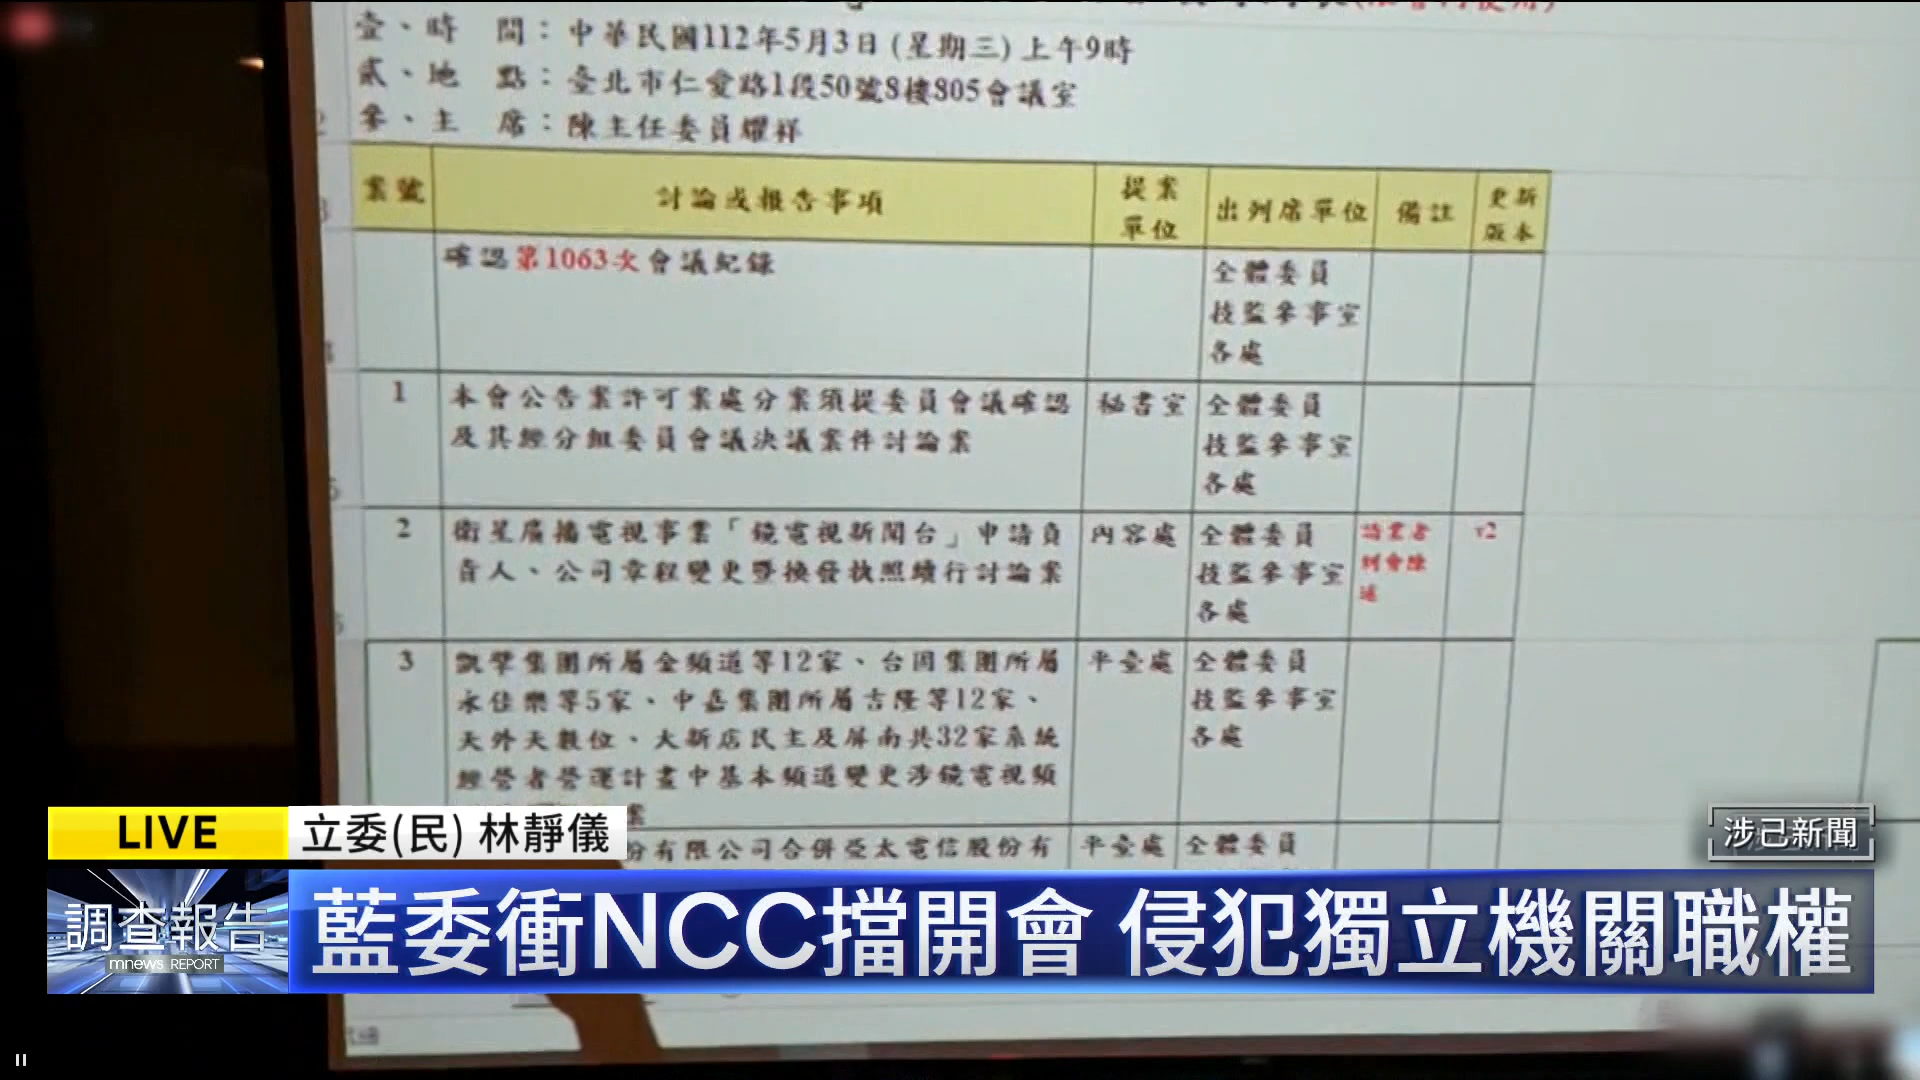 壹、時　間：中華民國112年5月3日(星期三)上午9時
貳、地　點：臺北市仁愛路1段50號8樓805會議室
參、主　席：陳主任委員耀祥
案號 討論或報告事項 提案單位 出列席單位 備註 更新版本
確認第1063次會議紀錄 全體委員
技監參事室
各處
1 本會公告案許可案處分案須提委員會議確認 秘書室 全體委員
及其經分組委員會議決議案件討論案 技監參事室
各處
2 衛星廣播電視事業「鏡電視新聞台」申請負 內容處 全體委員 請業者 v2
責人、公司章程變更暨換發執照續行討論案 技監參事室 到會陳
各處 述
3 凱擘集團所屬金頻道等12家、台固集團所屬 平臺處 全體委員
永佳樂等5家、中嘉集團所屬吉隆等12家、 技監參事室
天外天數位、大新店民主及屏南共32家系統 各處
經營者營運計畫中基本頻道變更涉鏡電視頻
案
份有限公司合併亞太電信股份有 平臺處 全體委員
LIVE 立委(民) 林靜儀
涉己新聞
調查報告
mnews REPORT
藍委衝NCC擋開會 侵犯獨立機關職權